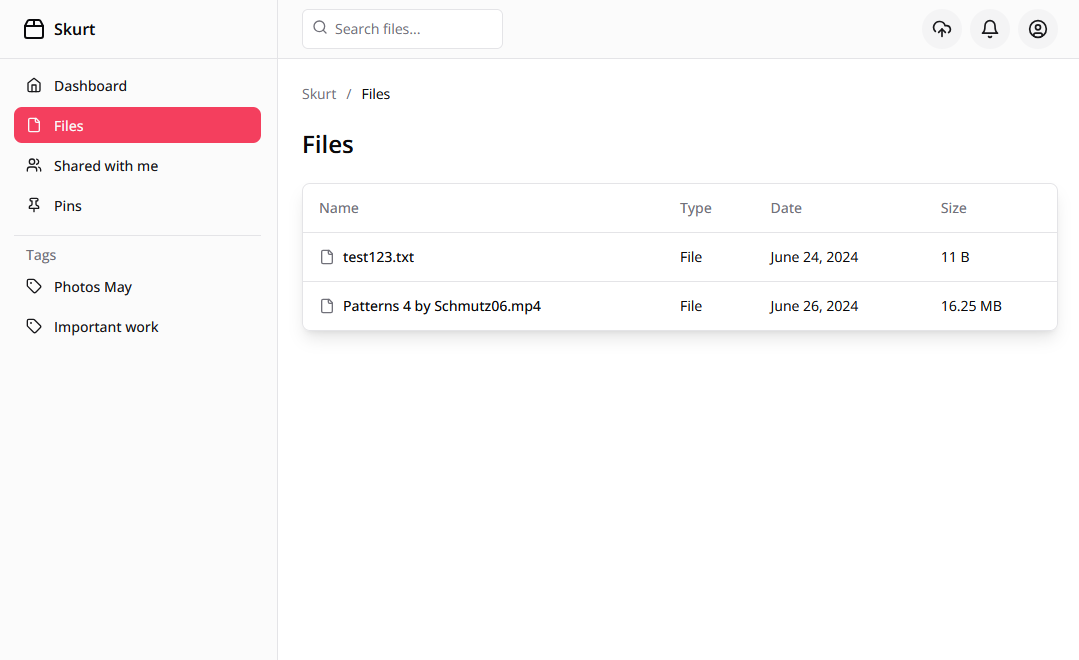 Skurt
Search files...
Dashboard
Files
Shared with me
Pins
Tags
Photos May
Important work
Skurt / Files
Files
Name Type Date Size
test123.txt File June 24, 2024 11 B
Patterns 4 by Schmutz06.mp4 File June 26, 2024 16.25 MB